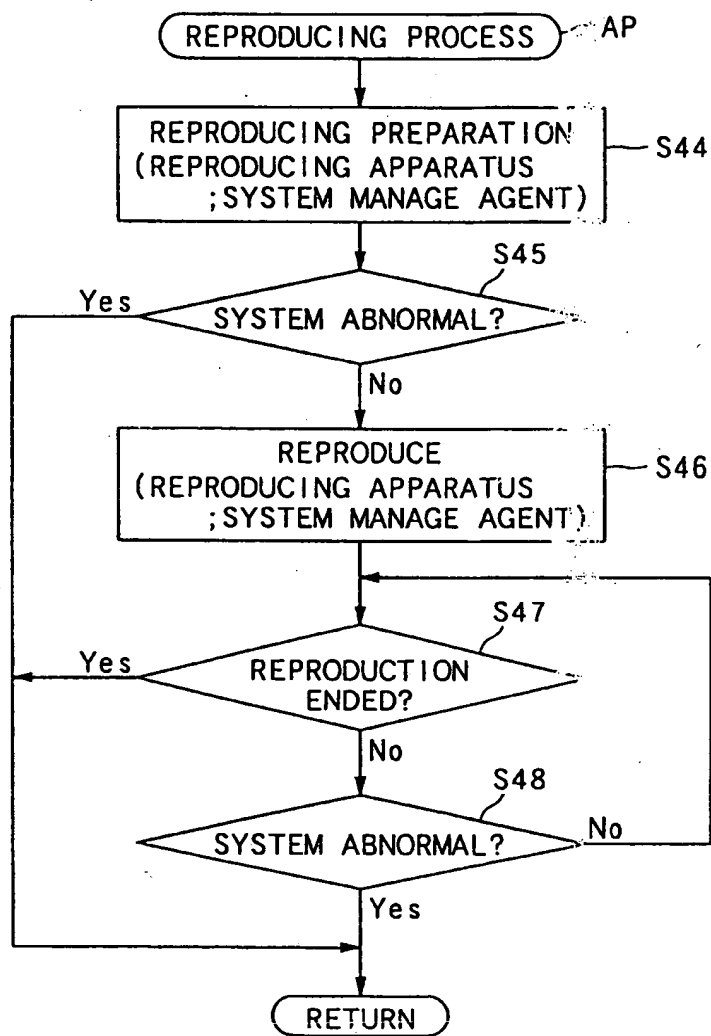 REPRODUCING PROCESS
AP
REPRODUCING PREPARATION
(REPRODUCING APPARATUS
;SYSTEM MANAGE AGENT)
S44
S45
Yes
SYSTEM ABNORMAL?
No
REPRODUCE
(REPRODUCING APPARATUS
;SYSTEM MANAGE AGENT)
S46
S47
Yes
REPRODUCTION
ENDED?
No
S48
SYSTEM ABNORMAL?
No
Yes
RETURN